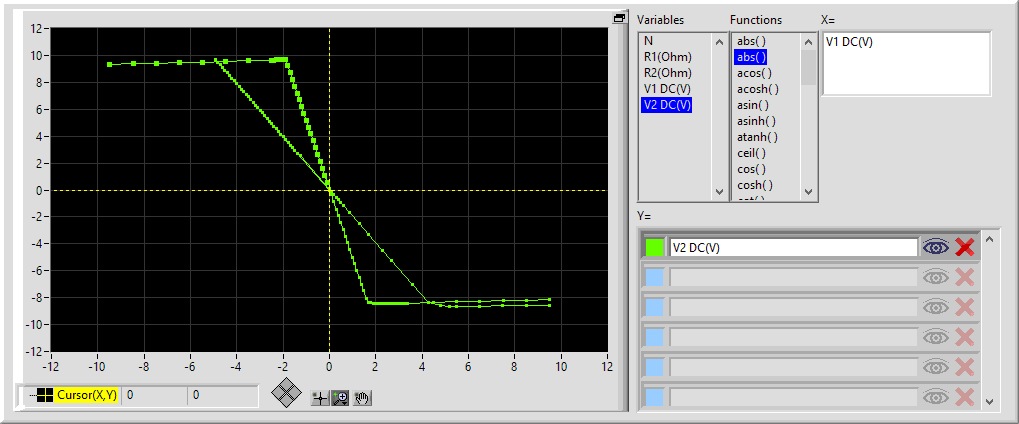 Variables
N
R1(Ohm)
R2(Ohm)
V1 DC(V)
V2 DC(V)
Functions
abs( )
abs( )
acos( )
acosh( )
asin( )
asinh( )
atanh( )
ceil( )
cos( )
cosh( )
X=
V1 DC(V)
Y=
V2 DC(V)
12
10
8
6
4
2
0
-2
-4
-6
-8
-10
-12
-12 -10 -8 -6 -4 -2 0 2 4 6 8 10 12
Cursor(X,Y) 0 0